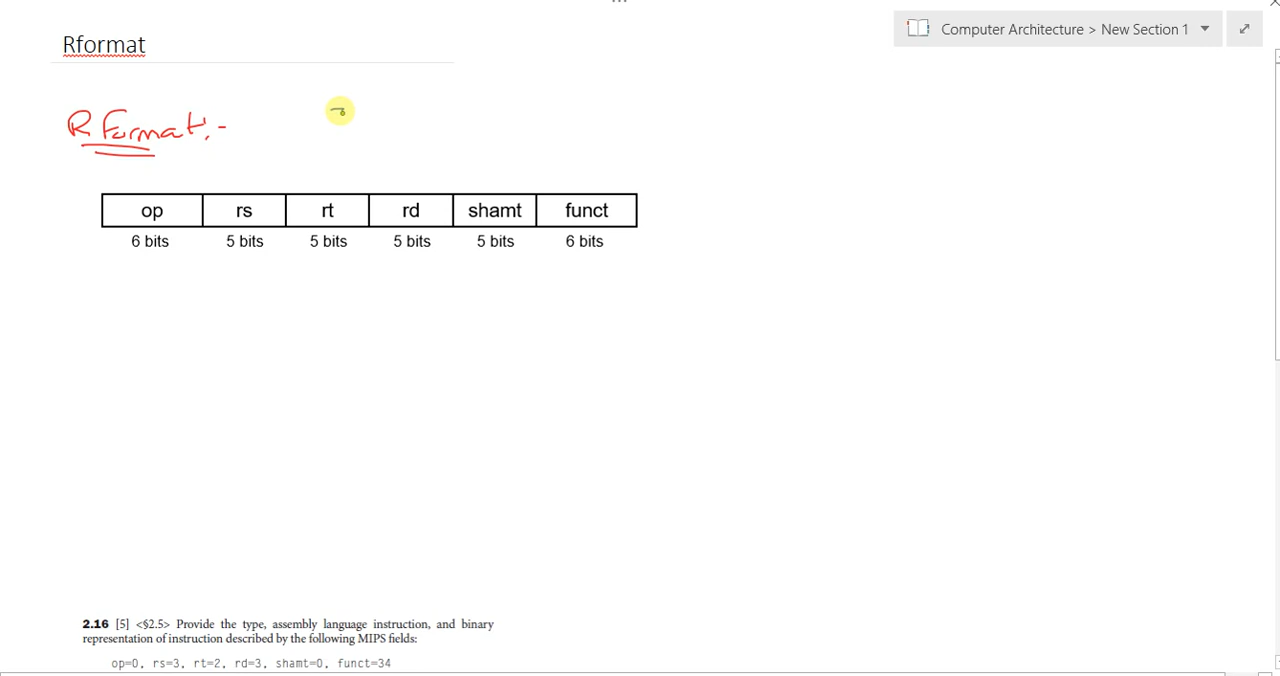 Computer Architecture > New Section 1
Rformat
R Format:-
op rs rt rd shamt funct
6 bits 5 bits 5 bits 5 bits 5 bits 6 bits
2.16 [5] <§2.5> Provide the type, assembly language instruction, and binary
representation of instruction described by the following MIPS fields:
op=0, rs=3, rt=2, rd=3, shamt=0, funct=34